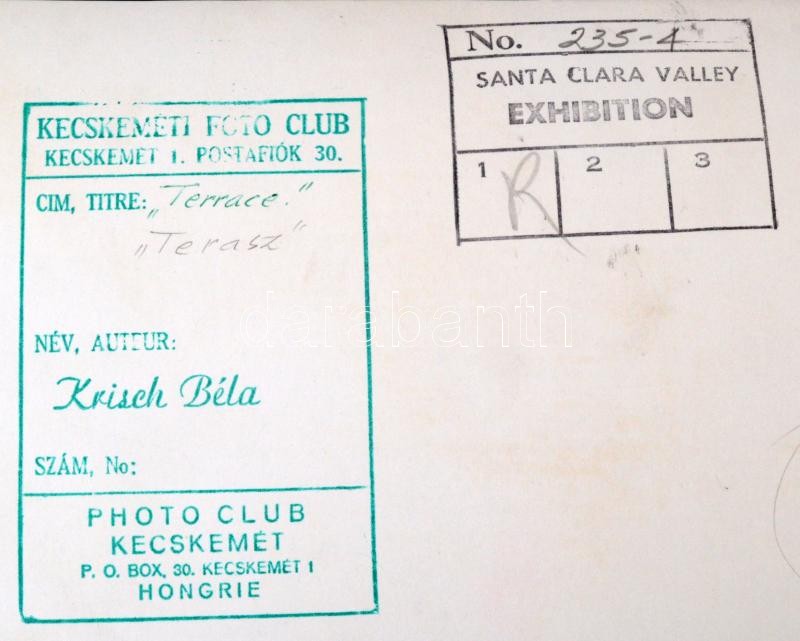 KECSKEMÉTI FOTO CLUB
KECSKEMÉT 1. POSTAFIÓK 30.
CIM, TITRE: „Terrace."
„Terasz"
NÉV, AUTEUR:
Krisch Béla
SZÁM, No:
PHOTO CLUB
KECSKEMÉT
P. O. BOX, 30. KECSKEMÉT 1
HONGRIE
No. 235-4
SANTA CLARA VALLEY
EXHIBITION
1 R 2 3
darabanth